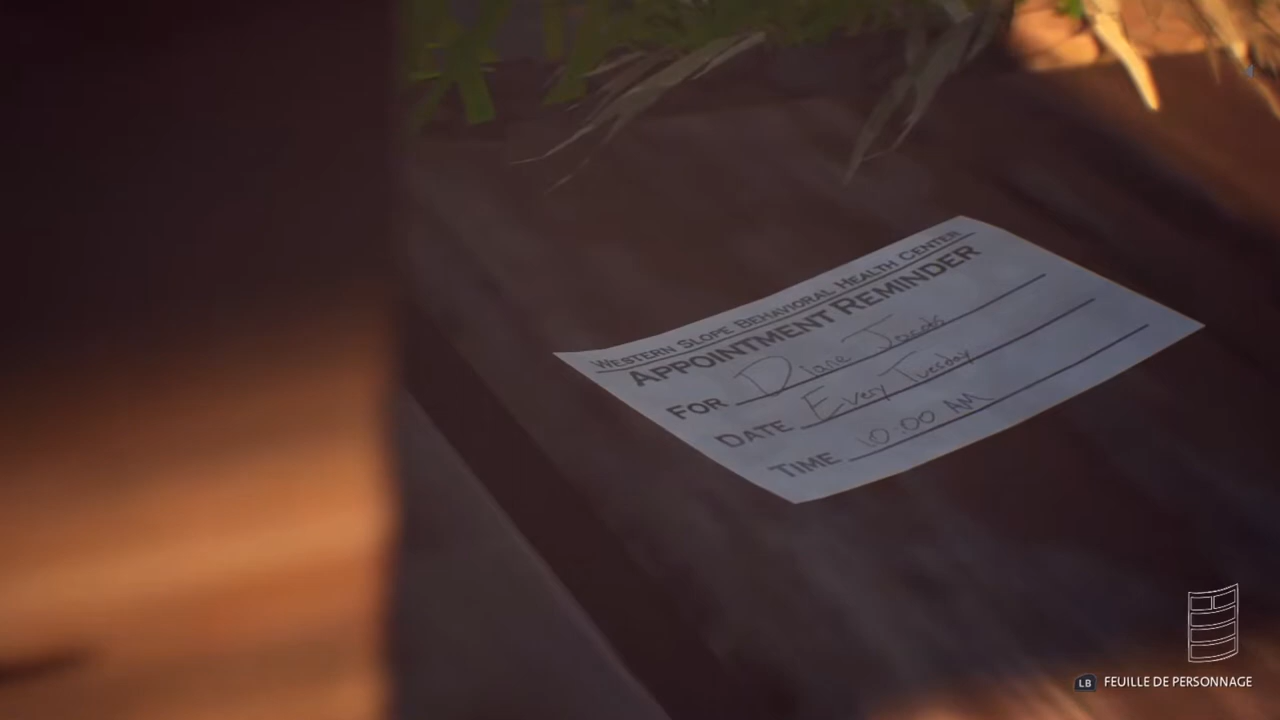 WESTERN SLOPE BEHAVIORAL HEALTH CENTER
APPOINTMENT REMINDER
FOR Diane Jacobs
DATE Every Tuesday
TIME 10:00 AM
LB FEUILLE DE PERSONNAGE